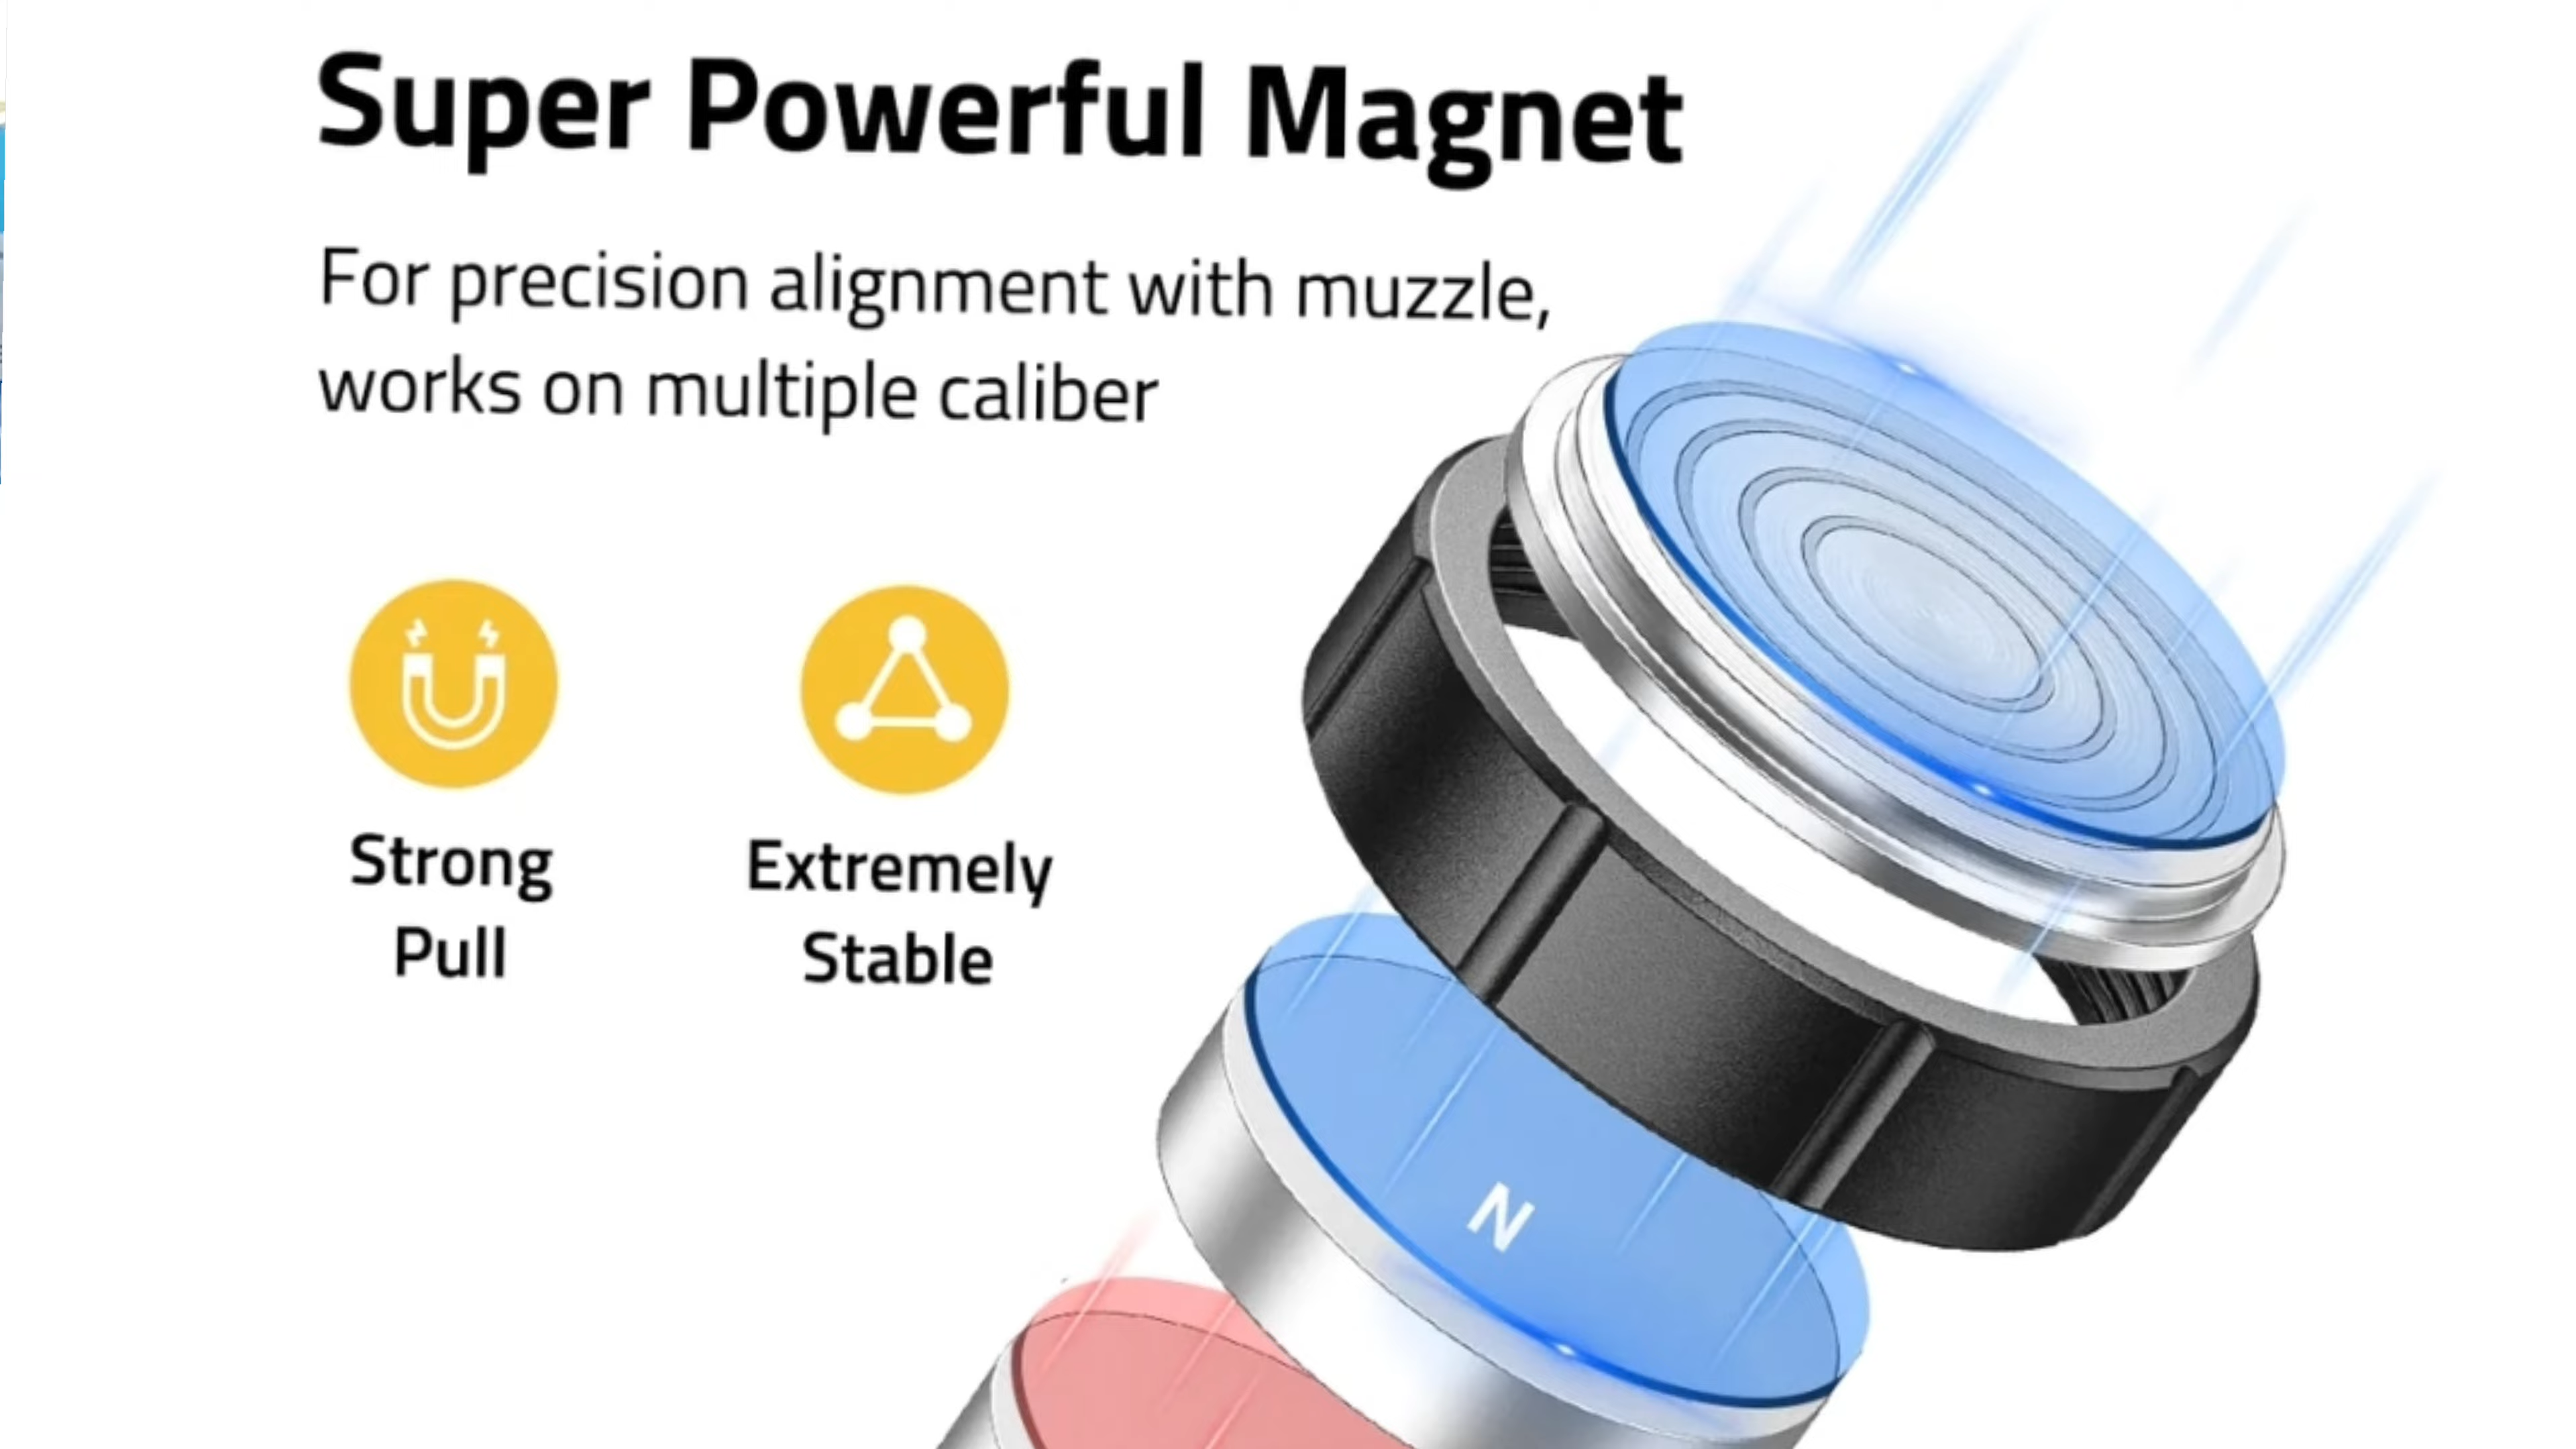 Super Powerful Magnet
For precision alignment with muzzle,
works on multiple caliber
Strong
Pull
Extremely
Stable
N